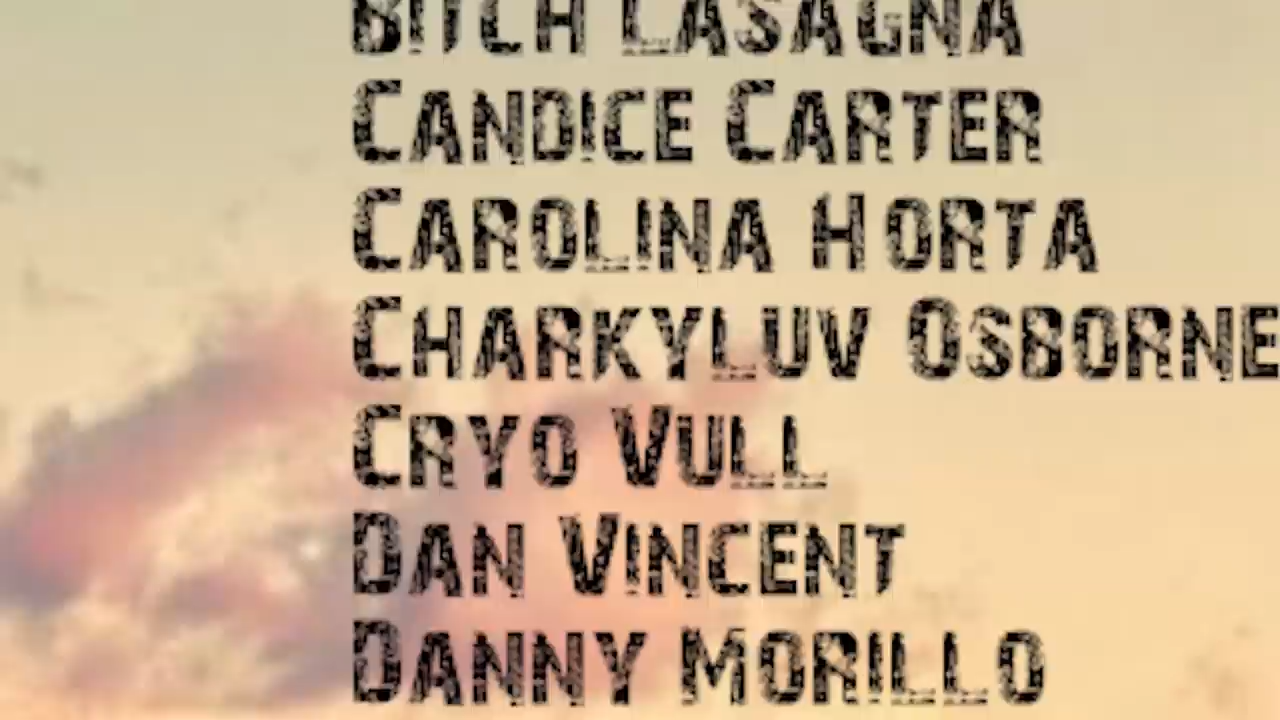 BITCH LASAGNA
CANDICE CARTER
CAROLINA HORTA
CHARKYLUV OSBORNE
CRYO VULL
DAN VINCENT
DANNY MORILLO